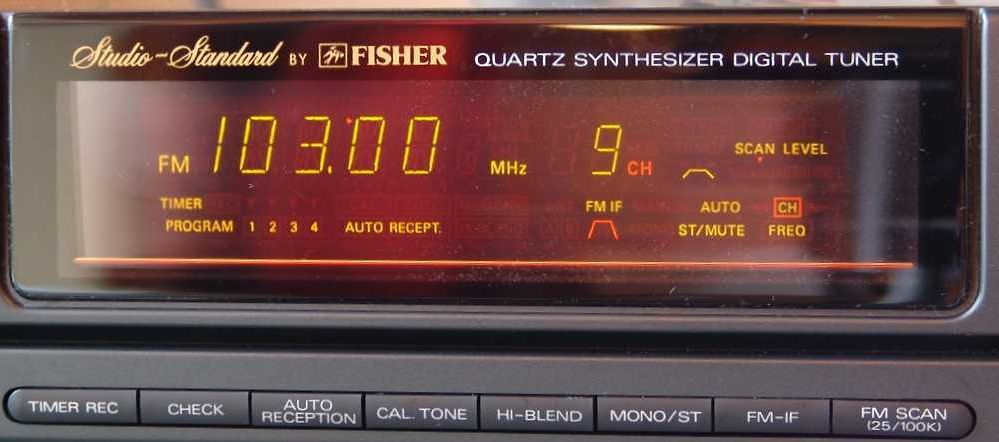 Studio-Standard BY FISHER QUARTZ SYNTHESIZER DIGITAL TUNER
FM 103.00 MHz 9 CH
SCAN LEVEL
TIMER FM IF AUTO CH
PROGRAM 1 2 3 4 AUTO RECEPT. ST/MUTE FREQ
TIMER REC CHECK AUTO RECEPTION CAL. TONE HI-BLEND MONO/ST FM-IF FM SCAN (25/100K)